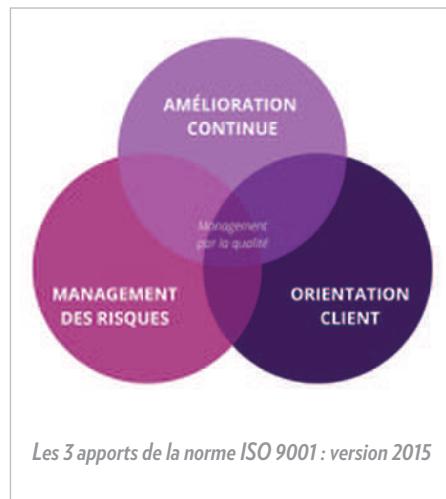 AMÉLIORATION
CONTINUE
Management
par la qualité
MANAGEMENT
DES RISQUES
ORIENTATION
CLIENT
Les 3 apports de la norme ISO 9001 : version 2015